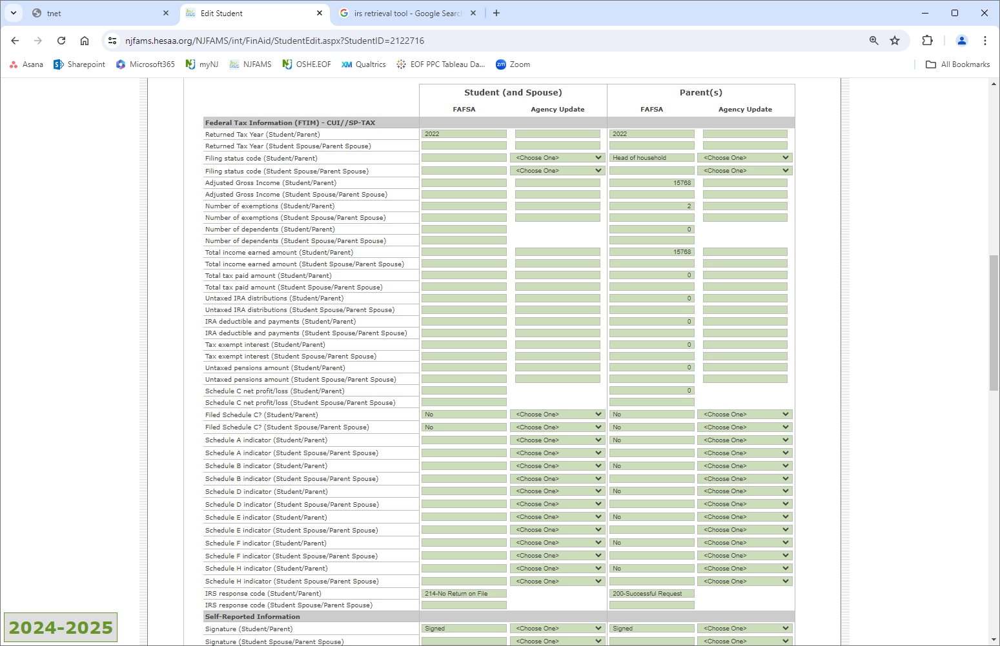 tnet
Edit Student
irs retrieval tool - Google Searc
njfams.hesaa.org/NJFAMS/int/FinAid/StudentEdit.aspx?StudentID=2122716
Asana Sharepoint Microsoft365 myNJ NJFAMS OSHE.EOF XM Qualtrics EOF PPC Tableau Da... zm Zoom All Bookmarks
Student (and Spouse) Parent(s)
FAFSA Agency Update FAFSA Agency Update
Federal Tax Information (FTIM) - CUI//SP-TAX
Returned Tax Year (Student/Parent) 2022 2022
Returned Tax Year (Student Spouse/Parent Spouse)
Filing status code (Student/Parent) <Choose One> Head of household <Choose One>
Filing status code (Student Spouse/Parent Spouse) <Choose One> <Choose One>
Adjusted Gross Income (Student/Parent) 15768
Adjusted Gross Income (Student Spouse/Parent Spouse)
Number of exemptions (Student/Parent) 2
Number of exemptions (Student Spouse/Parent Spouse)
Number of dependents (Student/Parent) 0
Number of dependents (Student Spouse/Parent Spouse)
Total income earned amount (Student/Parent) 15768
Total income earned amount (Student Spouse/Parent Spouse)
Total tax paid amount (Student/Parent) 0
Total tax paid amount (Student Spouse/Parent Spouse)
Untaxed IRA distributions (Student/Parent) 0
Untaxed IRA distributions (Student Spouse/Parent Spouse)
IRA deductible and payments (Student/Parent) 0
IRA deductible and payments (Student Spouse/Parent Spouse)
Tax exempt interest (Student/Parent) 0
Tax exempt interest (Student Spouse/Parent Spouse)
Untaxed pensions amount (Student/Parent) 0
Untaxed pensions amount (Student Spouse/Parent Spouse)
Schedule C net profit/loss (Student/Parent) 0
Schedule C net profit/loss (Student Spouse/Parent Spouse)
Filed Schedule C? (Student/Parent) No <Choose One> No <Choose One>
Filed Schedule C? (Student Spouse/Parent Spouse) No <Choose One> No <Choose One>
Schedule A indicator (Student/Parent) <Choose One> No <Choose One>
Schedule A indicator (Student Spouse/Parent Spouse) <Choose One> <Choose One>
Schedule B indicator (Student/Parent) <Choose One> No <Choose One>
Schedule B indicator (Student Spouse/Parent Spouse) <Choose One> <Choose One>
Schedule D indicator (Student/Parent) <Choose One> No <Choose One>
Schedule D indicator (Student Spouse/Parent Spouse) <Choose One> <Choose One>
Schedule E indicator (Student/Parent) <Choose One> No <Choose One>
Schedule E indicator (Student Spouse/Parent Spouse) <Choose One> <Choose One>
Schedule F indicator (Student/Parent) <Choose One> No <Choose One>
Schedule F indicator (Student Spouse/Parent Spouse) <Choose One> <Choose One>
Schedule H indicator (Student/Parent) <Choose One> No <Choose One>
Schedule H indicator (Student Spouse/Parent Spouse) <Choose One> <Choose One>
IRS response code (Student/Parent) 214-No Return on File 200-Successful Request
IRS response code (Student Spouse/Parent Spouse)
Self-Reported Information
Signature (Student/Parent) Signed <Choose One> Signed <Choose One>
Signature (Student Spouse/Parent Spouse) <Choose One> <Choose One>
2024-2025